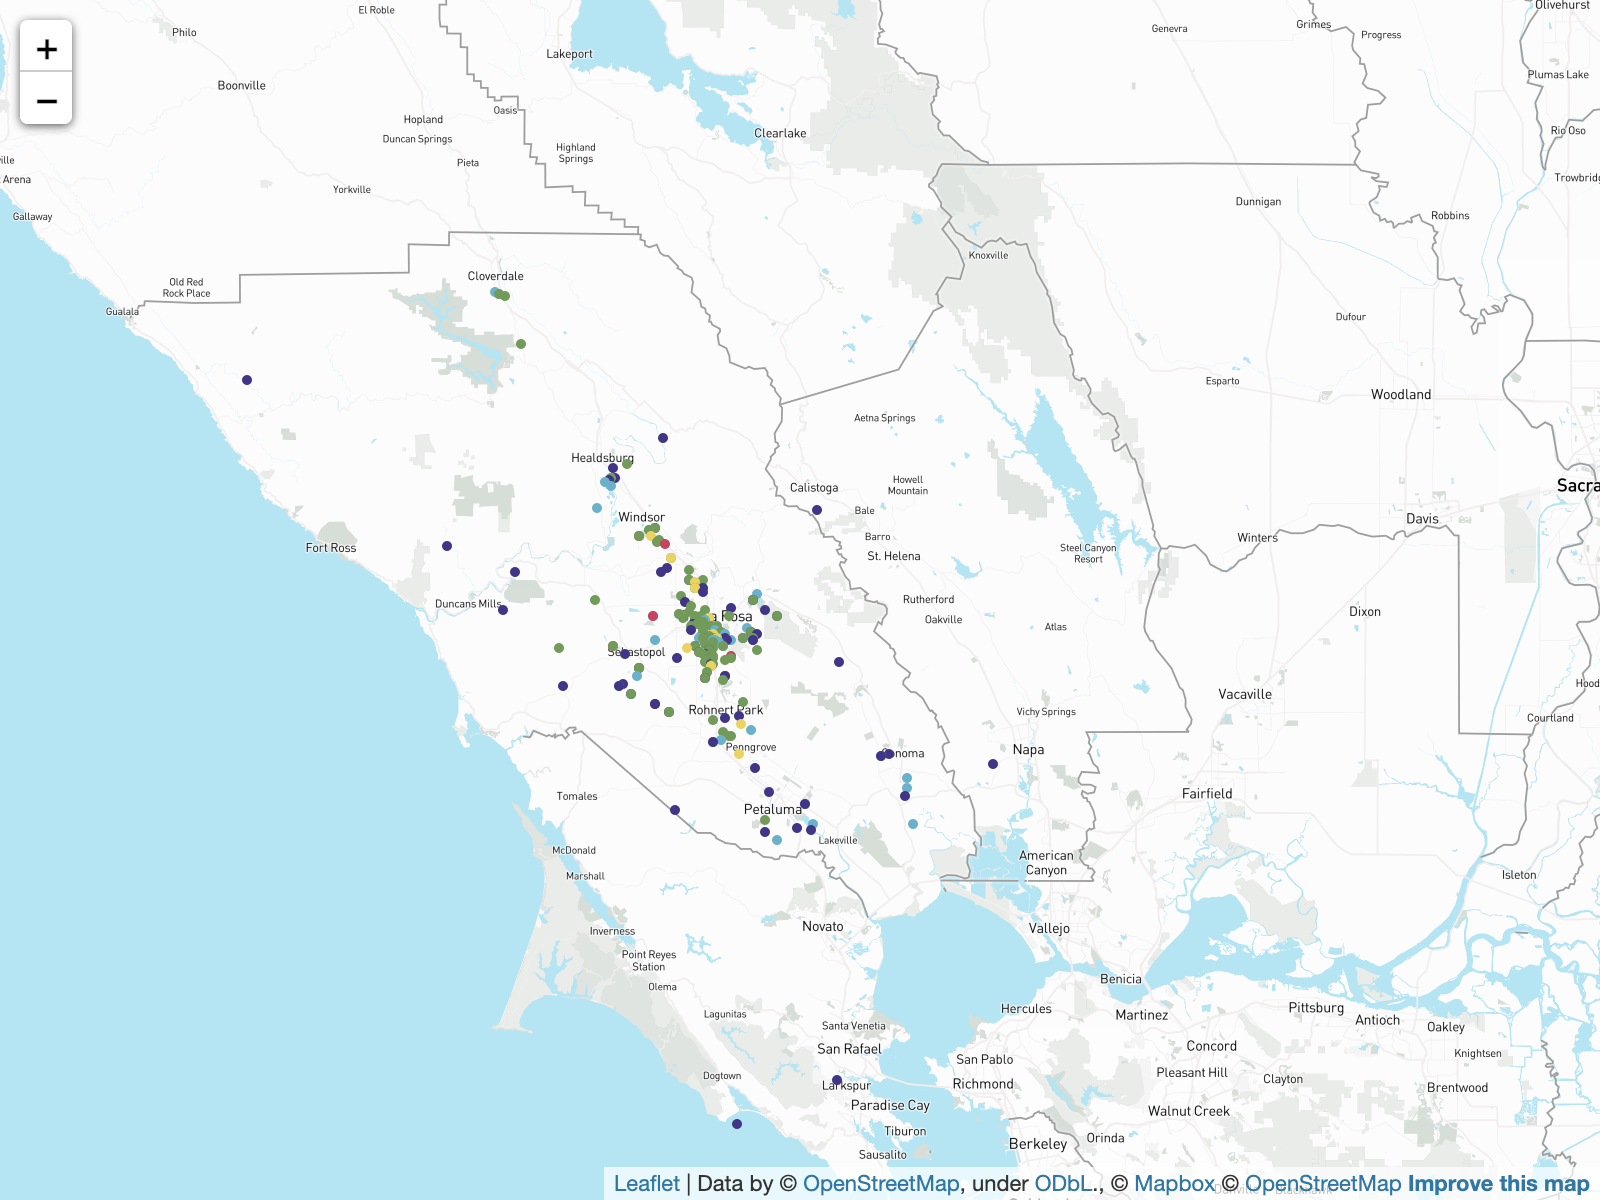 +
−
El Roble
Philo
Lakeport
Boonville
Oasis
Hopland
Duncan Springs
Clearlake
Highland
Springs
Pieta
Yorkville
ville
Arena
Gallaway
Genevra
Grimes
Progress
Olivehurst
Plumas Lake
Rio Oso
Trowbridg
Dunnigan
Robbins
Knoxville
Cloverdale
Old Red
Rock Place
Gualala
Dufour
Esparto
Woodland
Aetna Springs
Healdsburg
Calistoga
Howell
Mountain
Sacra
Bale
Windsor
Davis
Barro
Winters
Fort Ross
St. Helena
Steel Canyon
Resort
Duncans Mills
Rutherford
Oakville
a Rosa
Dixon
Atlas
Sebastopol
Hood
Vacaville
Rohnert Park
Vichy Springs
Courtland
Penngrove
Sonoma
Napa
Tomales
Petaluma
Fairfield
Lakeville
McDonald
American
Canyon
Marshall
Isleton
Novato
Vallejo
Inverness
Point Reyes
Station
Olema
Benicia
Lagunitas
Hercules
Martinez
Pittsburg
Antioch
Oakley
Santa Venetia
San Rafael
Concord
Knightsen
San Pablo
Dogtown
Larkspur
Richmond
Pleasant Hill
Clayton
Brentwood
Paradise Cay
Walnut Creek
Tiburon
Berkeley
Orinda
Sausalito
Leaflet | Data by © OpenStreetMap, under ODbL., © Mapbox © OpenStreetMap Improve this map